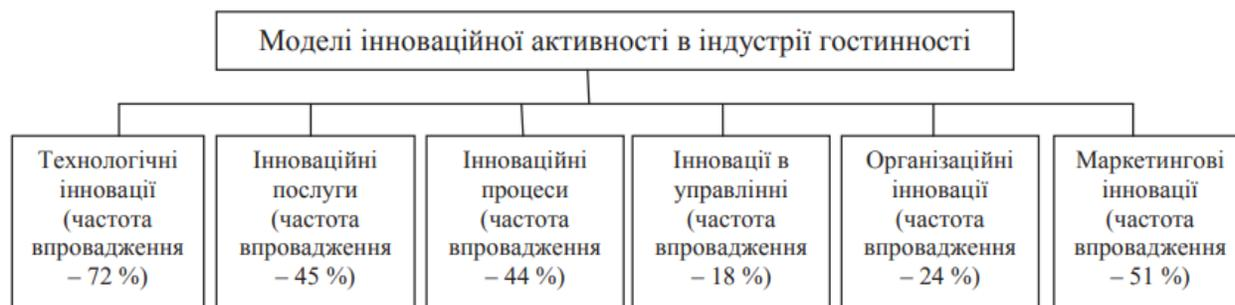 Моделі інноваційної активності в індустрії гостинності
Технологічні
інновації
(частота
впровадження
– 72 %)
Інноваційні
послуги
(частота
впровадження
– 45 %)
Інноваційні
процеси
(частота
впровадження
– 44 %)
Інновації в
управлінні
(частота
впровадження
– 18 %)
Організаційні
інновації
(частота
впровадження
– 24 %)
Маркетингові
інновації
(частота
впровадження
– 51 %)